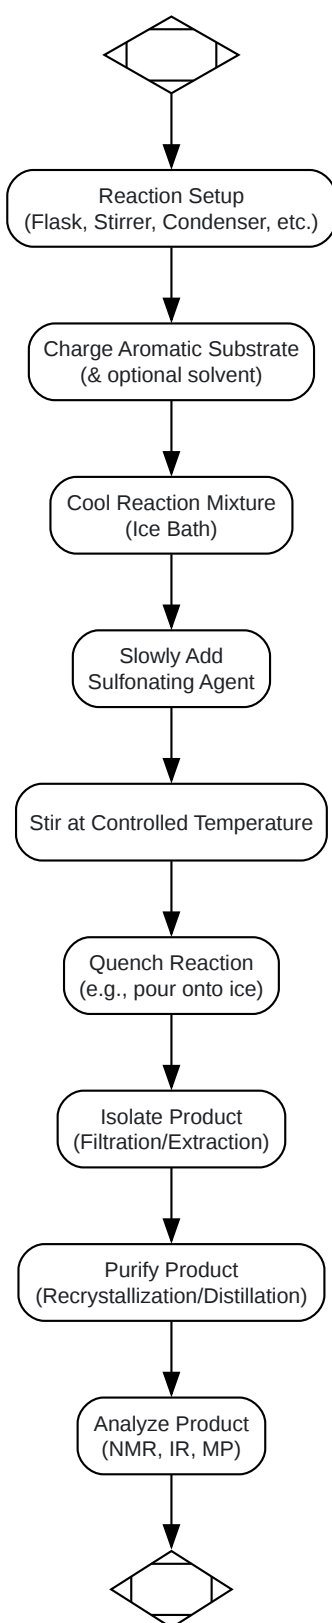 Reaction Setup
(Flask, Stirrer, Condenser, etc.)
Charge Aromatic Substrate
(& optional solvent)
Cool Reaction Mixture
(Ice Bath)
Slowly Add
Sulfonating Agent
Stir at Controlled Temperature
Quench Reaction
(e.g., pour onto ice)
Isolate Product
(Filtration/Extraction)
Purify Product
(Recrystallization/Distillation)
Analyze Product
(NMR, IR, MP)